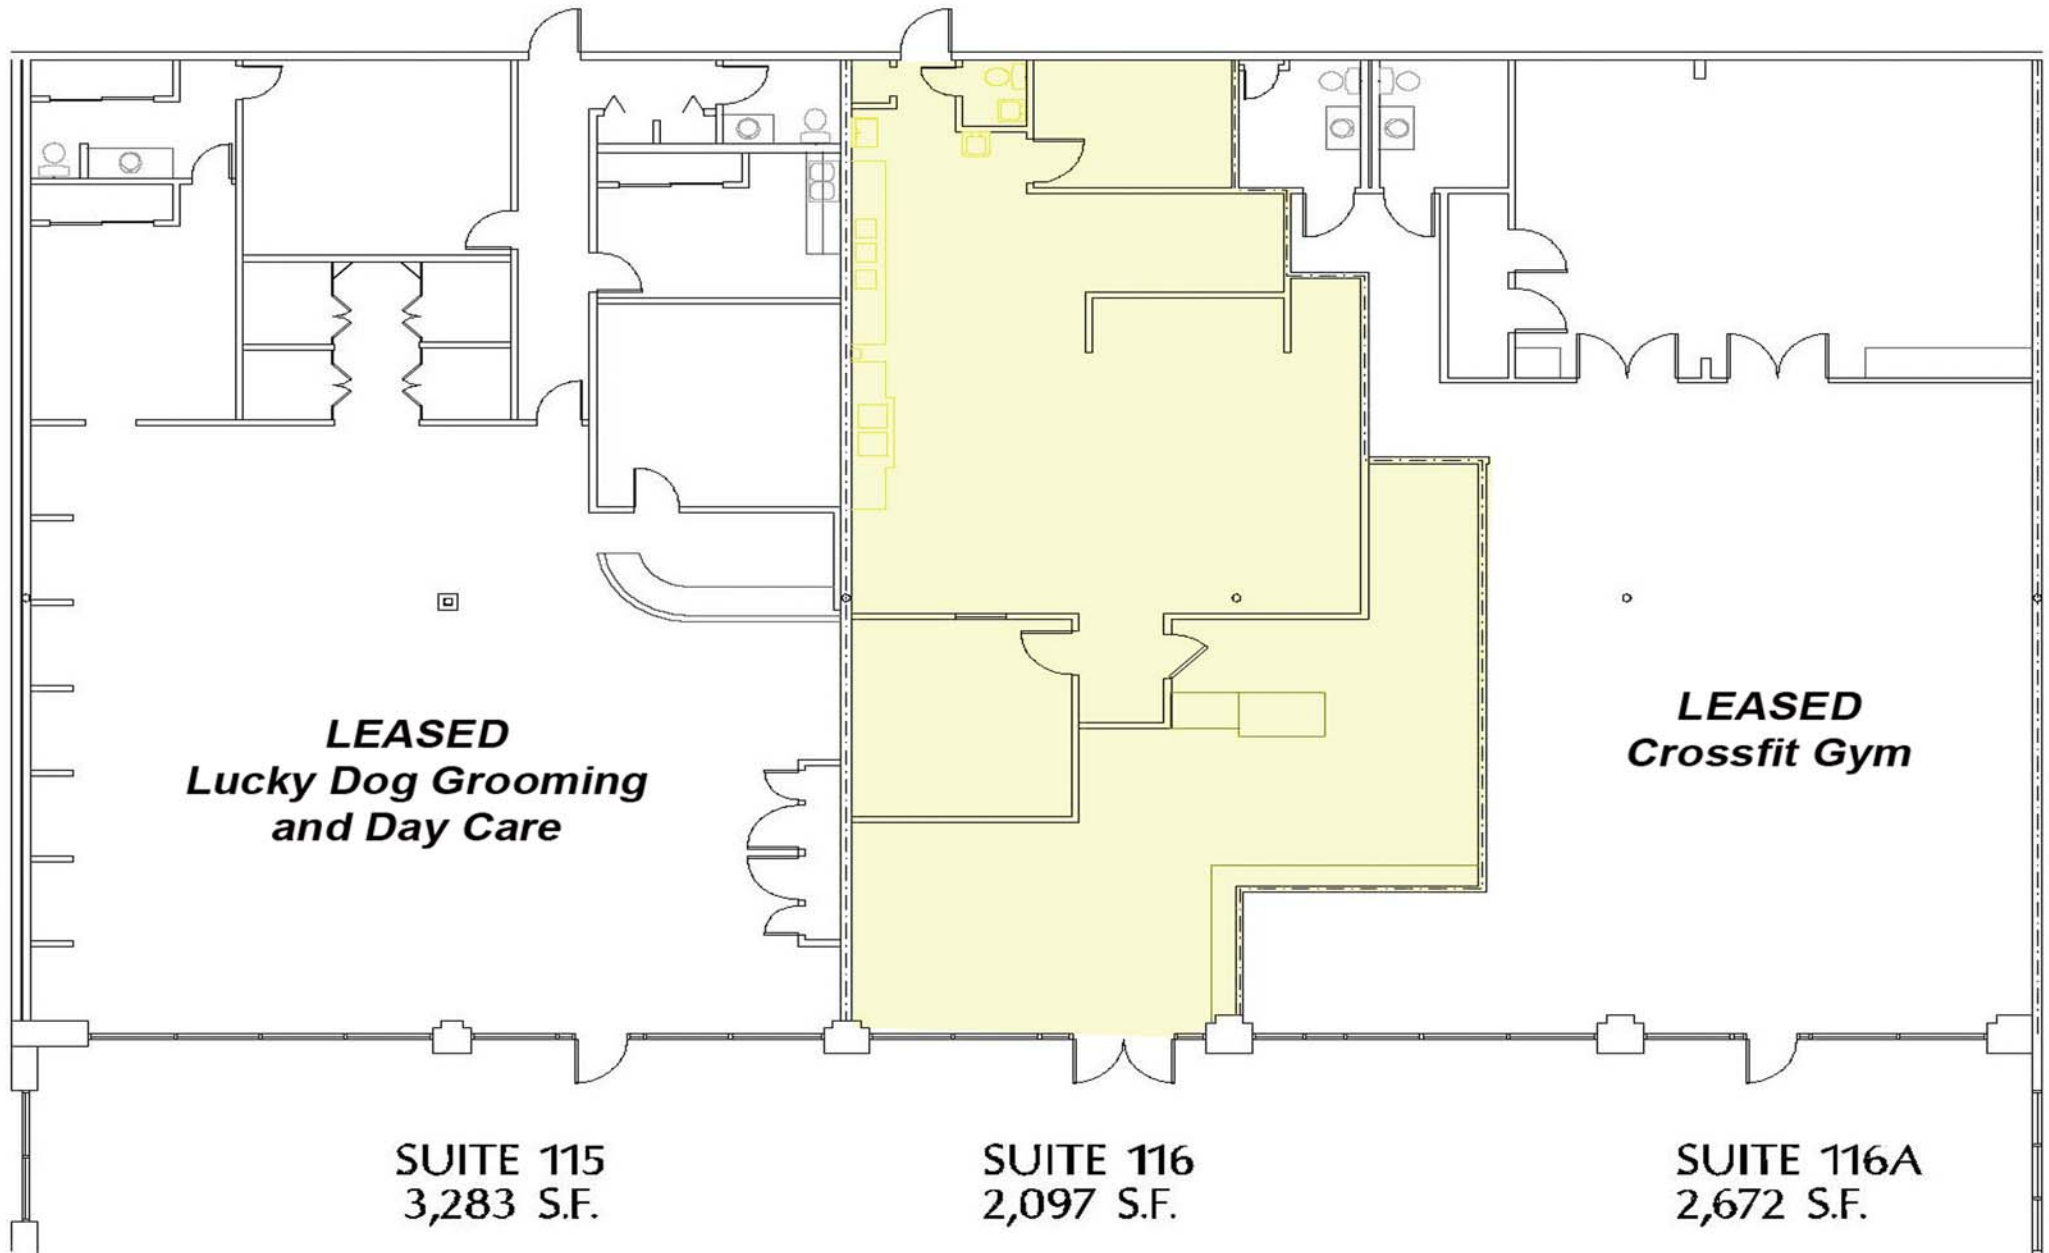 LEASED
Lucky Dog Grooming
and Day Care
LEASED
Crossfit Gym
SUITE 115
3,283 S.F.
SUITE 116
2,097 S.F.
SUITE 116A
2,672 S.F.